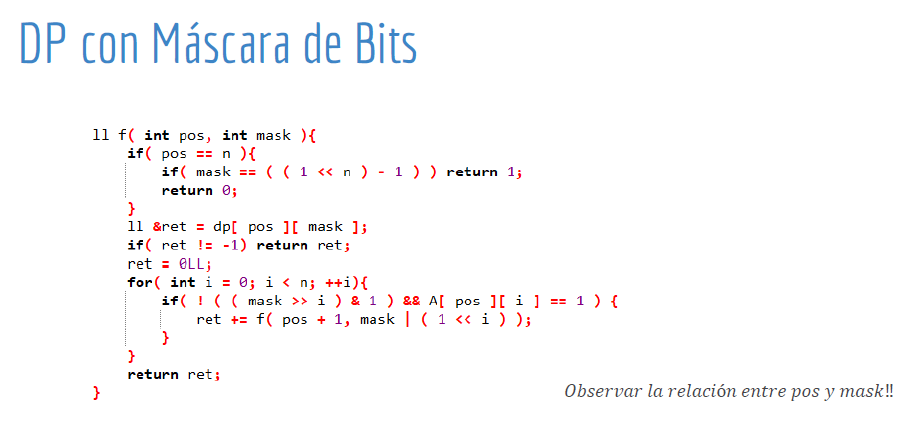 DP con Máscara de Bits
ll f( int pos, int mask ){
if( pos == n ){
if( mask == ( ( 1 << n ) - 1 ) ) return 1;
return 0;
}
ll &ret = dp[ pos ][ mask ];
if( ret != -1) return ret;
ret = 0LL;
for( int i = 0; i < n; ++i){
if( ! ( ( mask >> i ) & 1 ) && A[ pos ][ i ] == 1 ) {
ret += f( pos + 1, mask | ( 1 << i ) );
}
}
return ret;
}
Observar la relación entre pos y mask!!